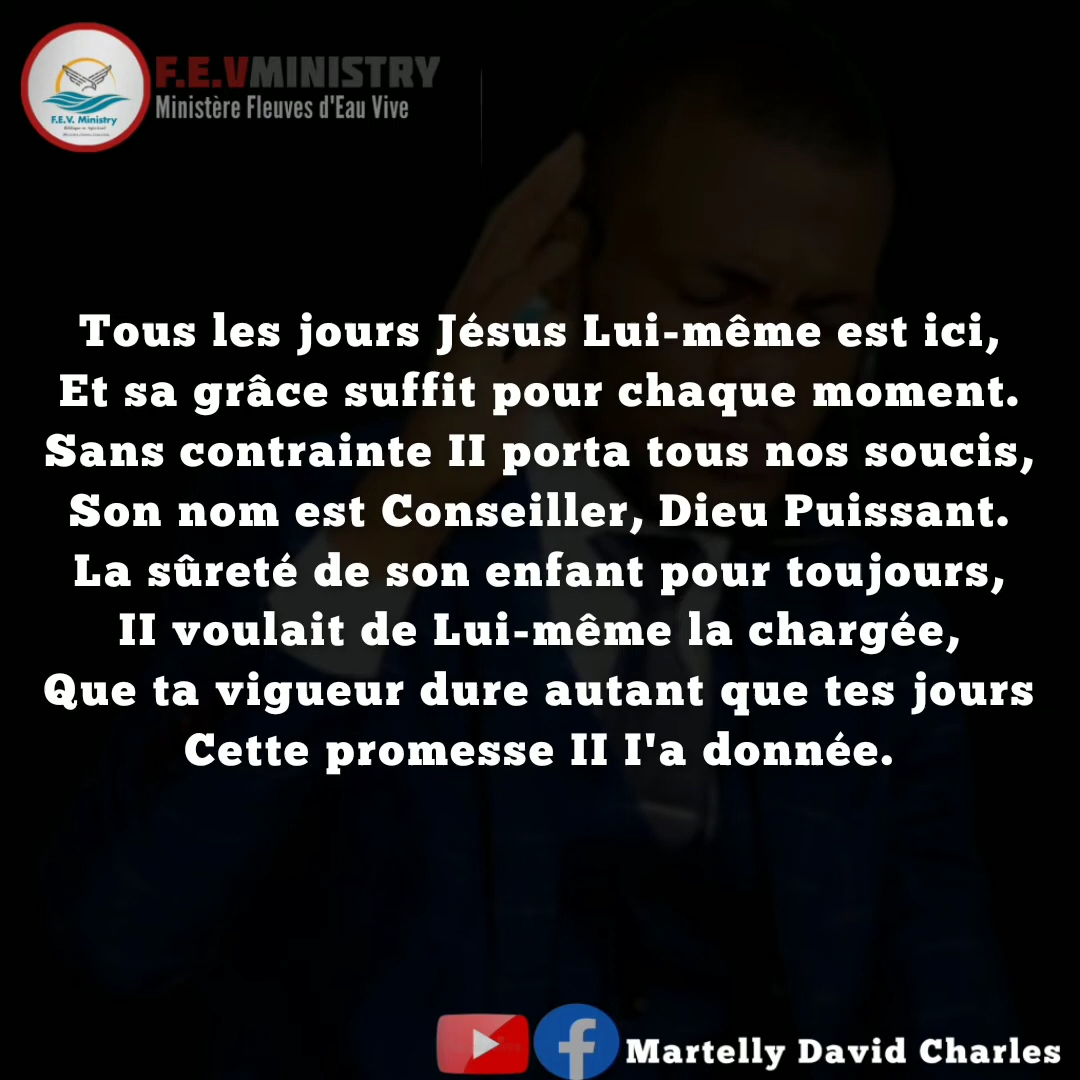 F.E.VMINISTRY
Ministère Fleuves d'Eau Vive
F.E.V. Ministry
Tous les jours Jésus Lui-même est ici,
Et sa grâce suffit pour chaque moment.
Sans contrainte II porta tous nos soucis,
Son nom est Conseiller, Dieu Puissant.
La sûreté de son enfant pour toujours,
II voulait de Lui-même la chargée,
Que ta vigueur dure autant que tes jours
Cette promesse II I'a donnée.
Martelly David Charles